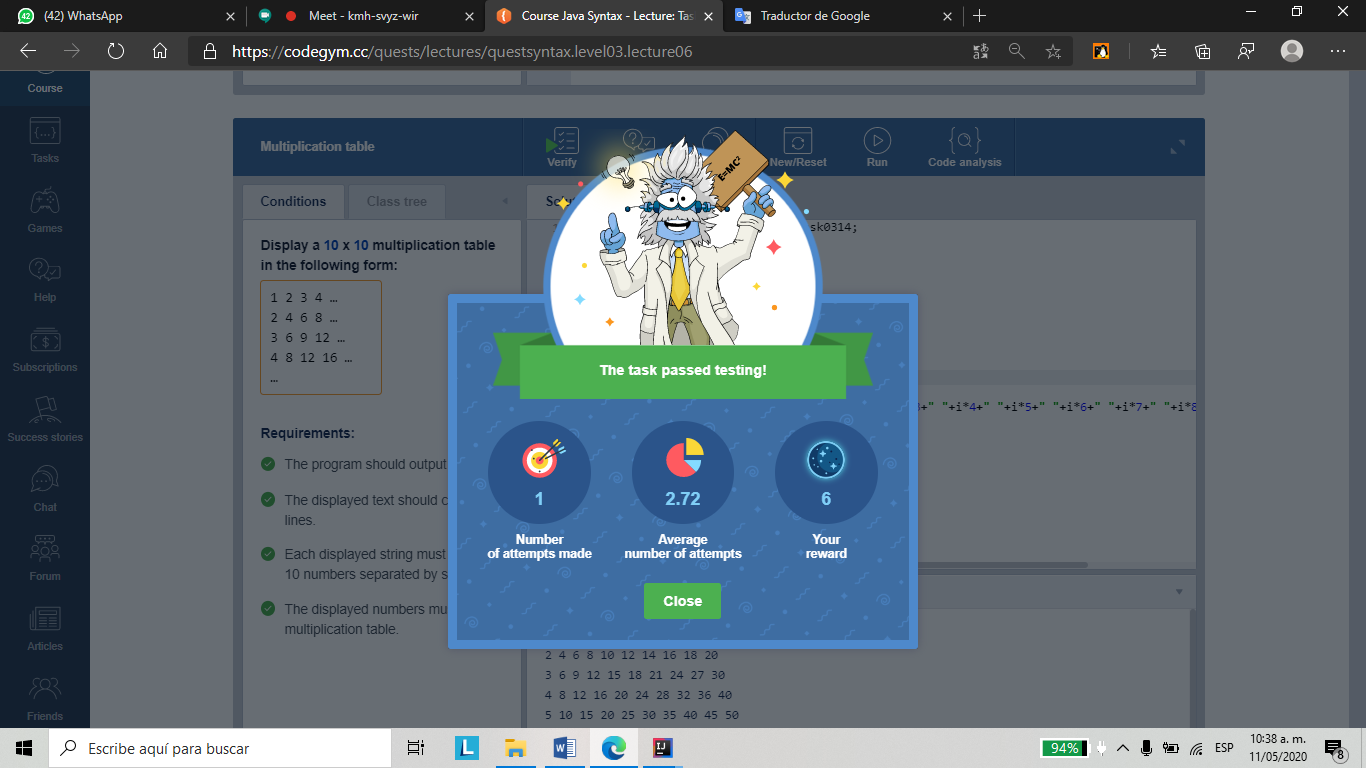 (42) WhatsApp
Meet - kmh-svyz-wir
Course Java Syntax - Lecture: Tas
Traductor de Google
https://codegym.cc/quests/lectures/questsyntax.level03.lecture06
Course
Tasks
Games
Help
Subscriptions
Success stories
Chat
Forum
Articles
Friends
Multiplication table
Verify
New/Reset
Run
Code analysis
Conditions
Class tree
Display a 10 x 10 multiplication table
in the following form:
1 2 3 4 …
2 4 6 8 …
3 6 9 12 …
4 8 12 16 …
…
Requirements:
The program should output
The displayed text should c
lines.
Each displayed string must
10 numbers separated by s
The displayed numbers mu
multiplication table.
sk0314;
+" "+i*4+" "+i*5+" "+i*6+" "+i*7+" "+i*8
E=MC²
The task passed testing!
1
Number
of attempts made
2.72
Average
number of attempts
6
Your
reward
Close
2 4 6 8 10 12 14 16 18 20
3 6 9 12 15 18 21 24 27 30
4 8 12 16 20 24 28 32 36 40
5 10 15 20 25 30 35 40 45 50
Escribe aquí para buscar
94%
ESP
10:38 a. m.
11/05/2020
8